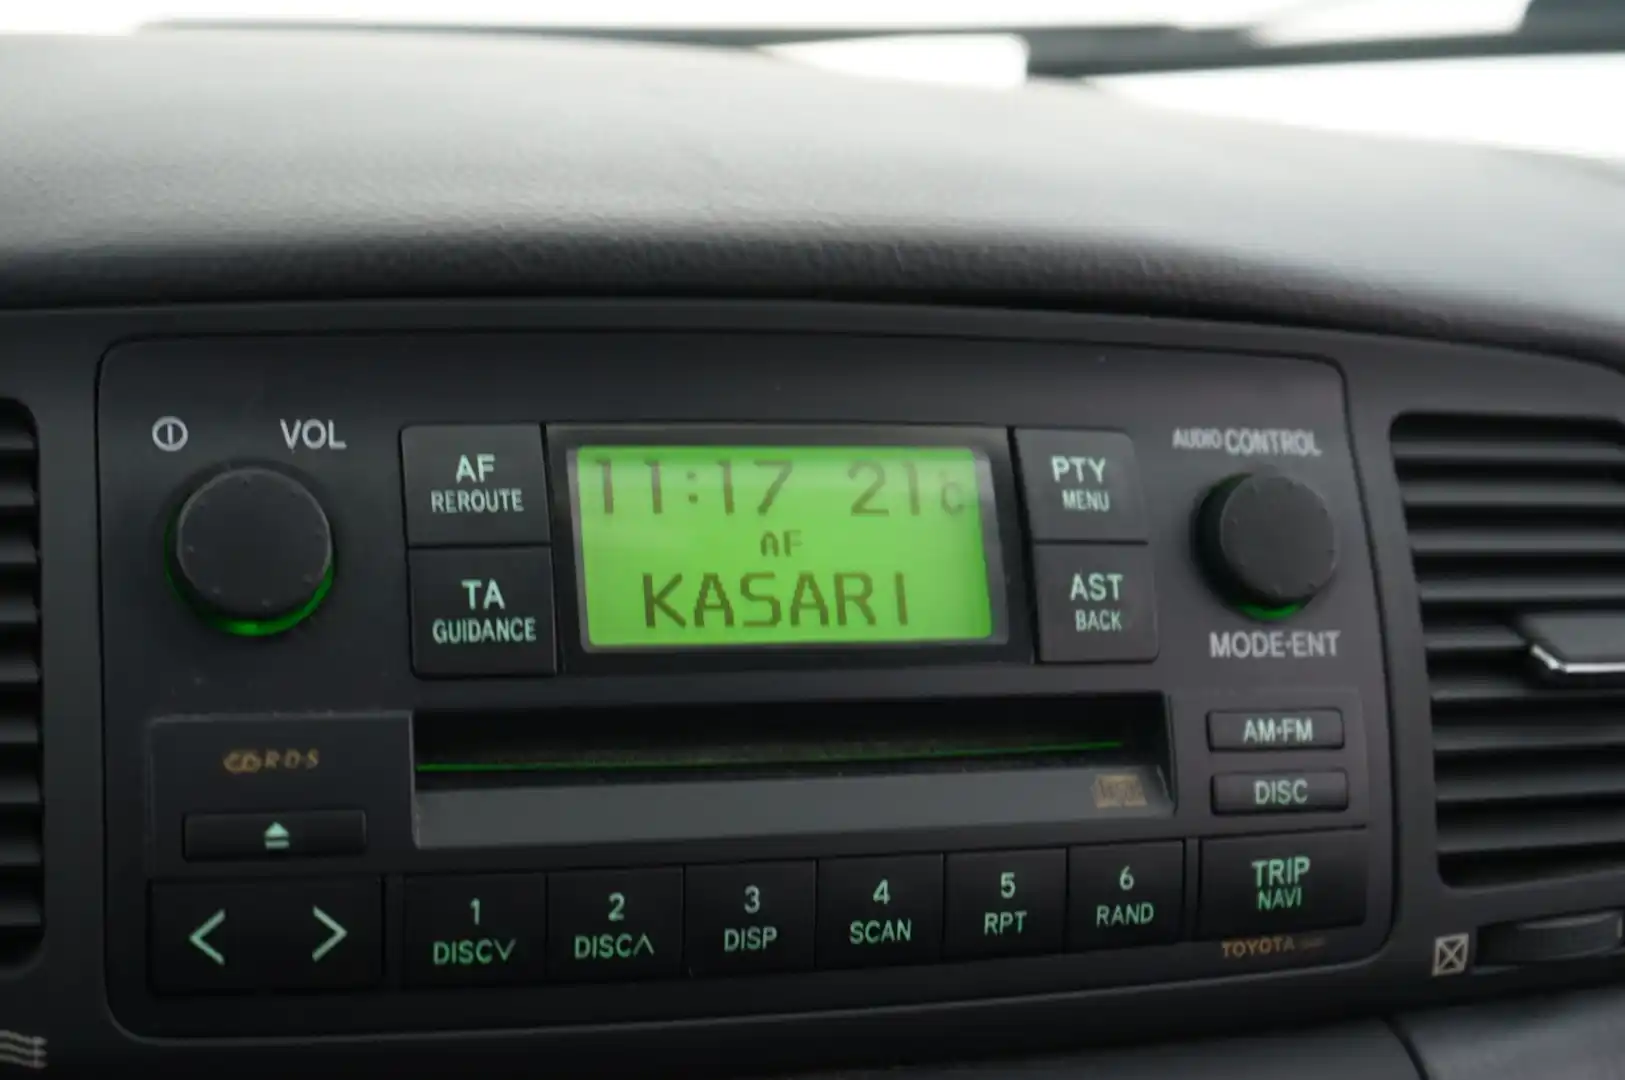 VOL
AUDIO CONTROL
AF
REROUTE
11:17 21°C
AF
KASARI
PTY
MENU
TA
GUIDANCE
AST
BACK
MODE·ENT
RDS
AM·FM
DISC
1
DISC∨
2
DISC∧
3
DISP
4
SCAN
5
RPT
6
RAND
TRIP
NAVI
TOYOTA